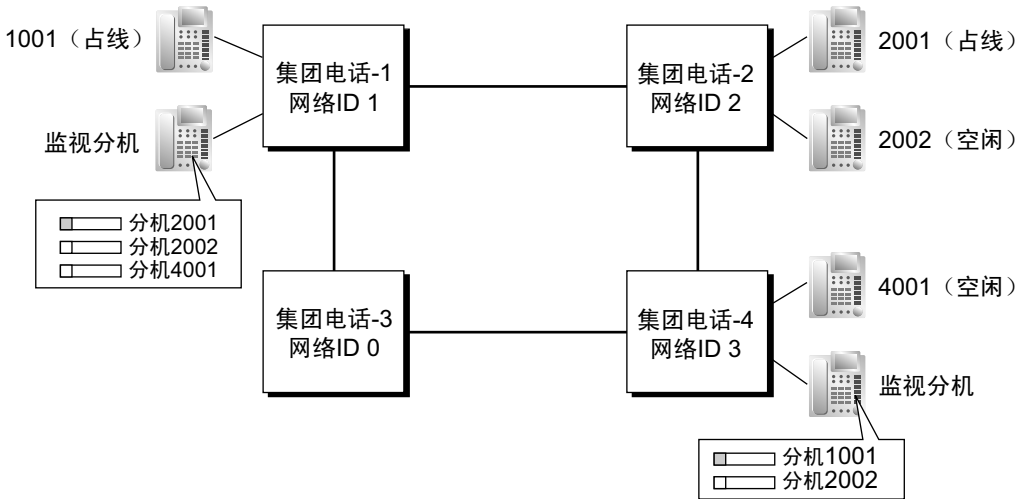 1001（占线）
集团电话-1
网络ID 1
集团电话-2
网络ID 2
2001（占线）
监视分机
2002（空闲）
分机2001
分机2002
分机4001
集团电话-3
网络ID 0
集团电话-4
网络ID 3
4001（空闲）
监视分机
分机1001
分机2002